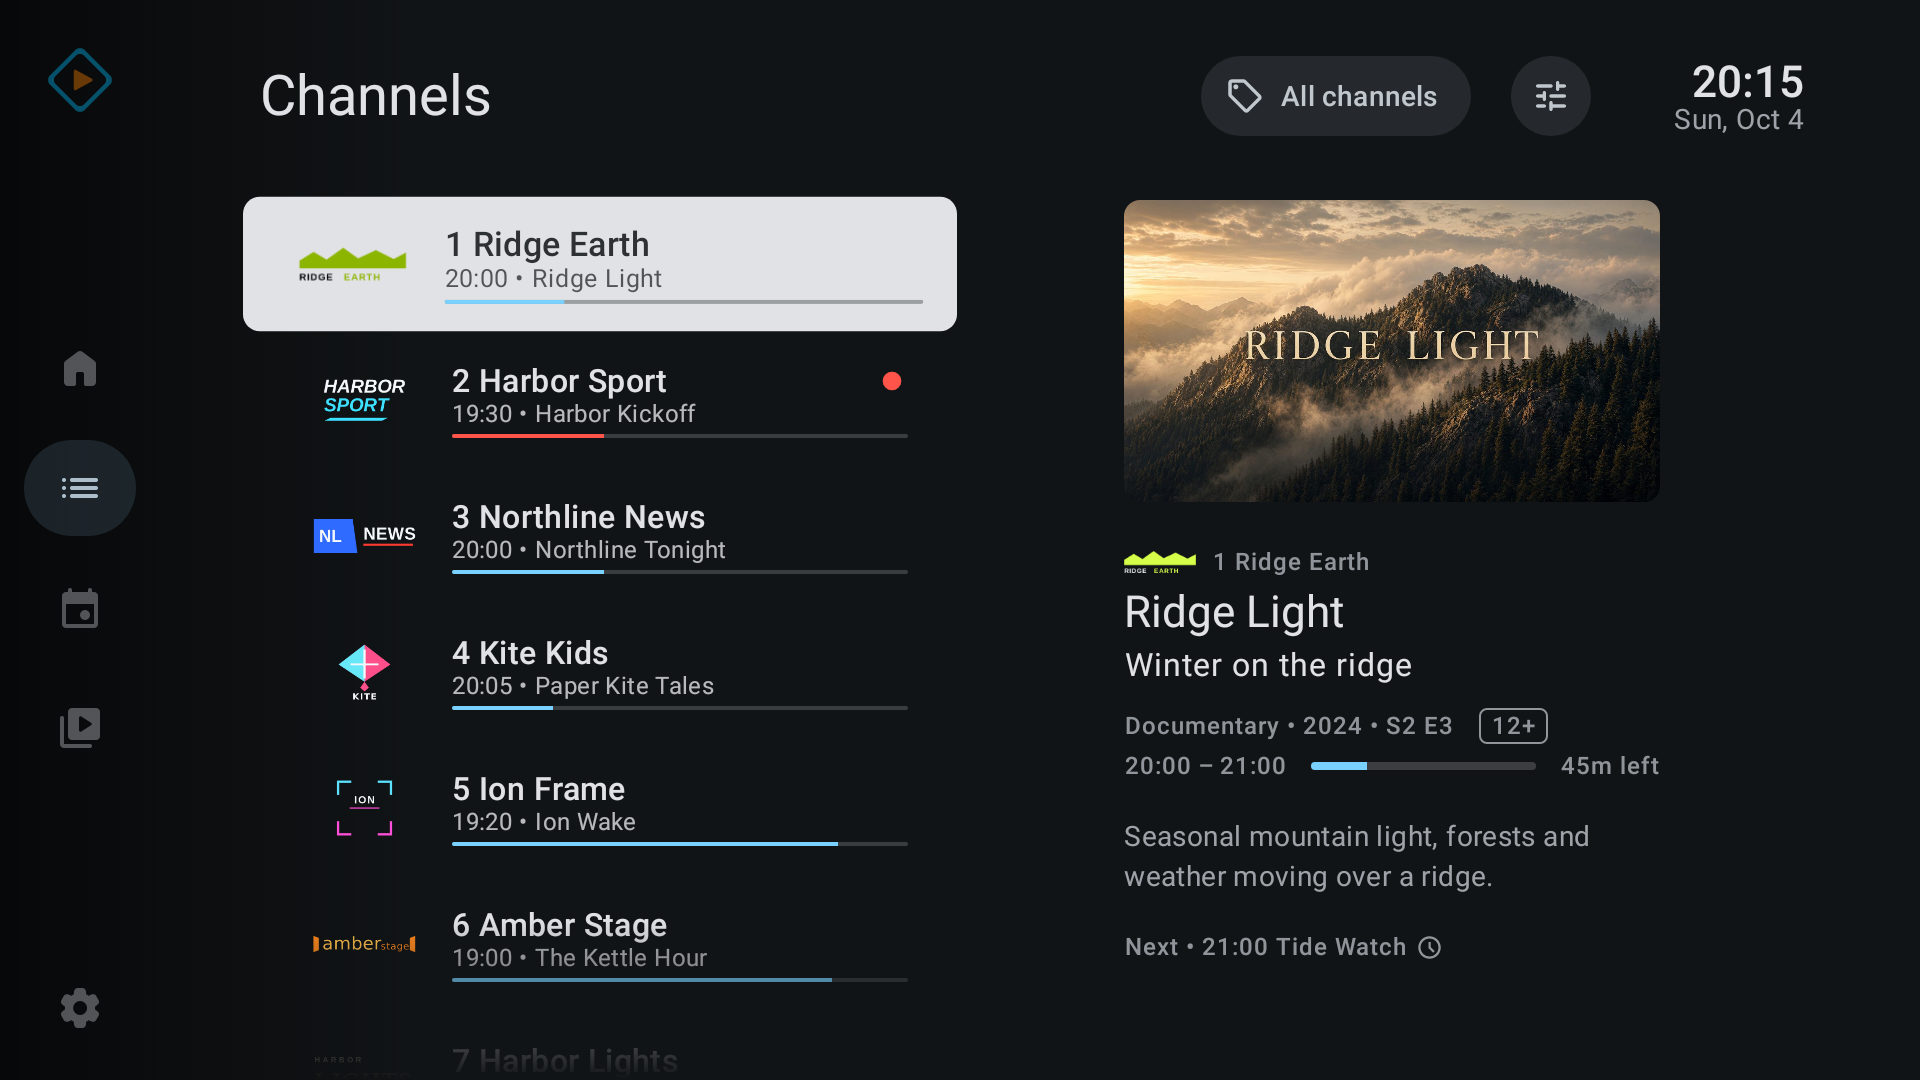 Channels
All channels
20:15
Sun, Oct 4
RIDGE EARTH
1 Ridge Earth
20:00 • Ridge Light
HARBOR
SPORT
2 Harbor Sport
19:30 • Harbor Kickoff
NL NEWS
3 Northline News
20:00 • Northline Tonight
KITE
4 Kite Kids
20:05 • Paper Kite Tales
ION
5 Ion Frame
19:20 • Ion Wake
amber stage
6 Amber Stage
19:00 • The Kettle Hour
HARBOR
7 Harbor Lights
RIDGE LIGHT
RIDGE EARTH
1 Ridge Earth
Ridge Light
Winter on the ridge
Documentary • 2024 • S2 E3 12+
20:00 – 21:00 45m left
Seasonal mountain light, forests and
weather moving over a ridge.
Next • 21:00 Tide Watch